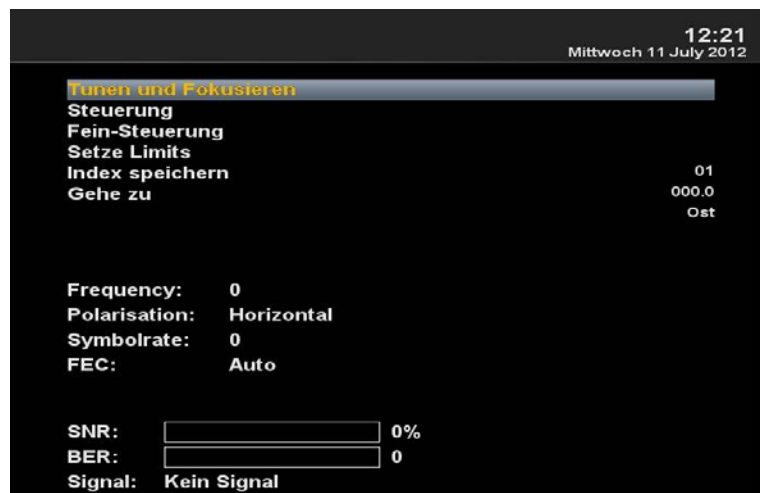 12:21
Mittwoch 11 July 2012
Tunen und Fokusieren
Steuerung
Fein-Steuerung
Setze Limits
Index speichern 01
Gehe zu 000.0
Ost
Frequency: 0
Polarisation: Horizontal
Symbolrate: 0
FEC: Auto
SNR: 0%
BER: 0
Signal: Kein Signal